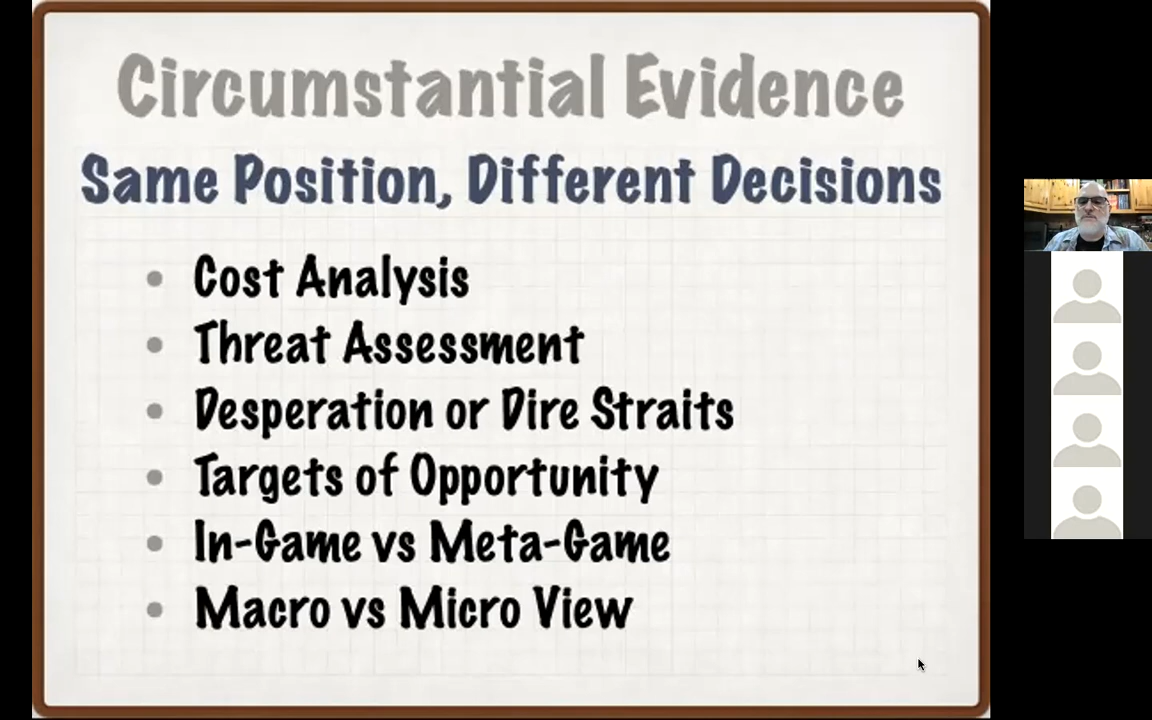 Circumstantial Evidence
Same Position, Different Decisions
• Cost Analysis
• Threat Assessment
• Desperation or Dire Straits
• Targets of Opportunity
• In-Game vs Meta-Game
• Macro vs Micro View